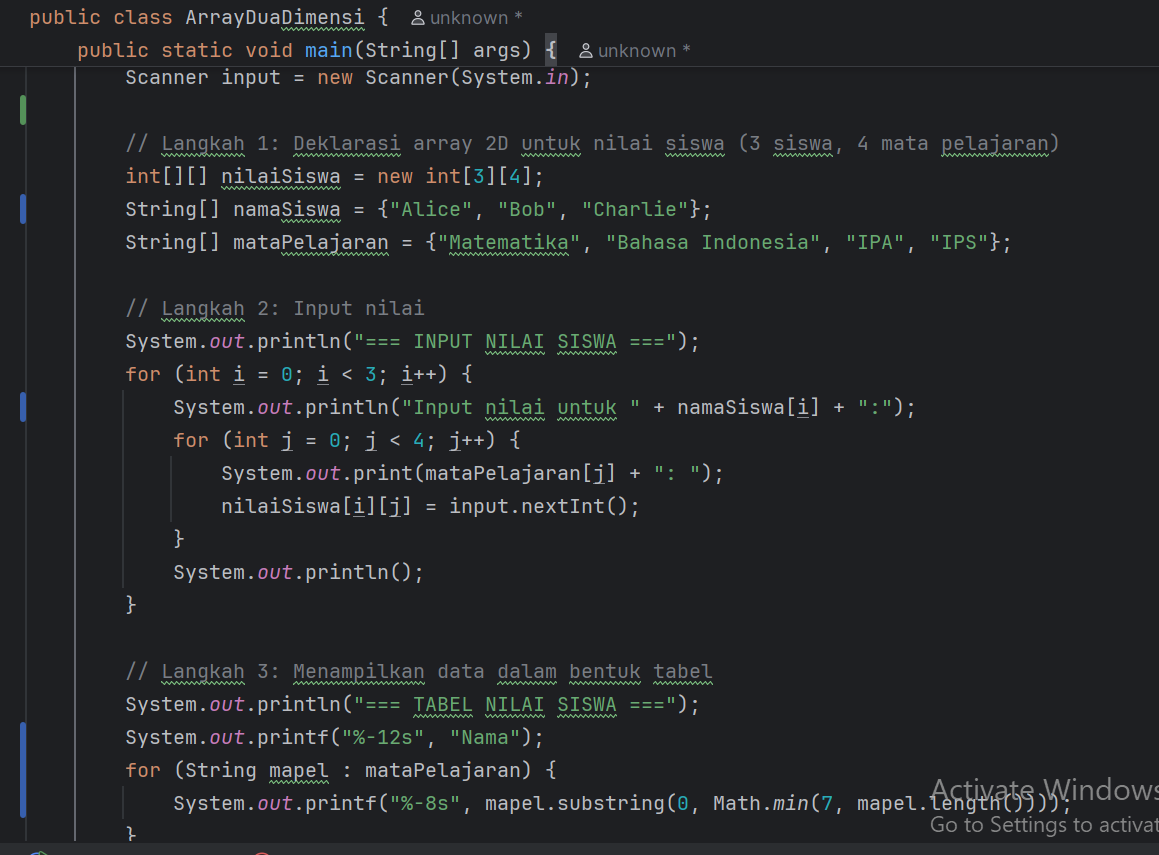 public class ArrayDuaDimensi { unknown *
public static void main(String[] args) { unknown *
Scanner input = new Scanner(System.in);
// Langkah 1: Deklarasi array 2D untuk nilai siswa (3 siswa, 4 mata pelajaran)
int[][] nilaiSiswa = new int[3][4];
String[] namaSiswa = {"Alice", "Bob", "Charlie"};
String[] mataPelajaran = {"Matematika", "Bahasa Indonesia", "IPA", "IPS"};
// Langkah 2: Input nilai
System.out.println("=== INPUT NILAI SISWA ===");
for (int i = 0; i < 3; i++) {
System.out.println("Input nilai untuk " + namaSiswa[i] + ":");
for (int j = 0; j < 4; j++) {
System.out.print(mataPelajaran[j] + ": ");
nilaiSiswa[i][j] = input.nextInt();
}
System.out.println();
}
// Langkah 3: Menampilkan data dalam bentuk tabel
System.out.println("=== TABEL NILAI SISWA ===");
System.out.printf("%-12s", "Nama");
for (String mapel : mataPelajaran) {
System.out.printf("%-8s", mapel.substring(0, Math.min(7, mapel.length())));
}
Activate Windows
Go to Settings to activat